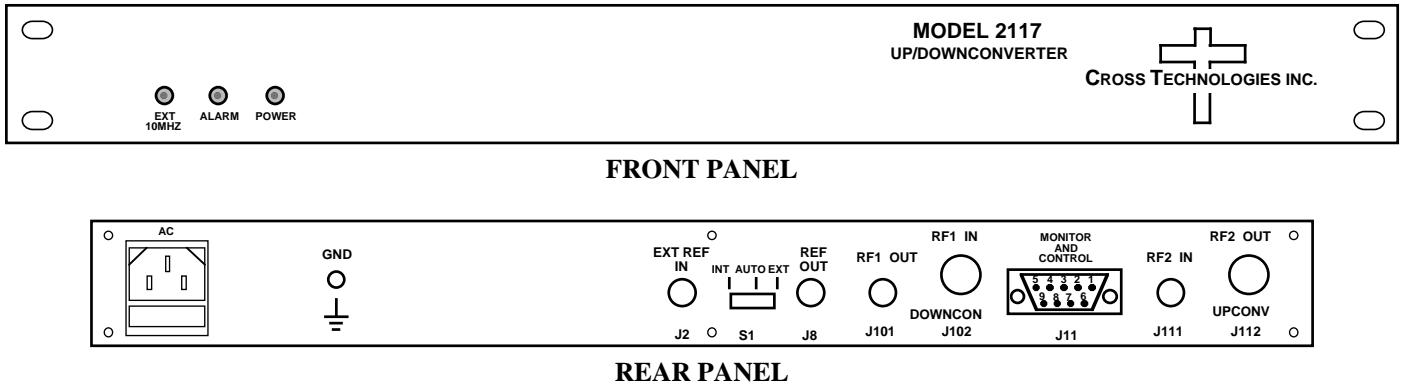 MODEL 2117
UP/DOWNCONVERTER
CROSS TECHNOLOGIES INC.
EXT
10MHZ
ALARM
POWER
FRONT PANEL
AC
GND
EXT REF
IN
J2
INT AUTO EXT
S1
REF
OUT
J8
RF1 OUT
J101
RF1 IN
DOWNCON
J102
MONITOR
AND
CONTROL
5 4 3 2 1
9 8 7 6
J11
RF2 IN
J111
RF2 OUT
UPCONV
J112
REAR PANEL